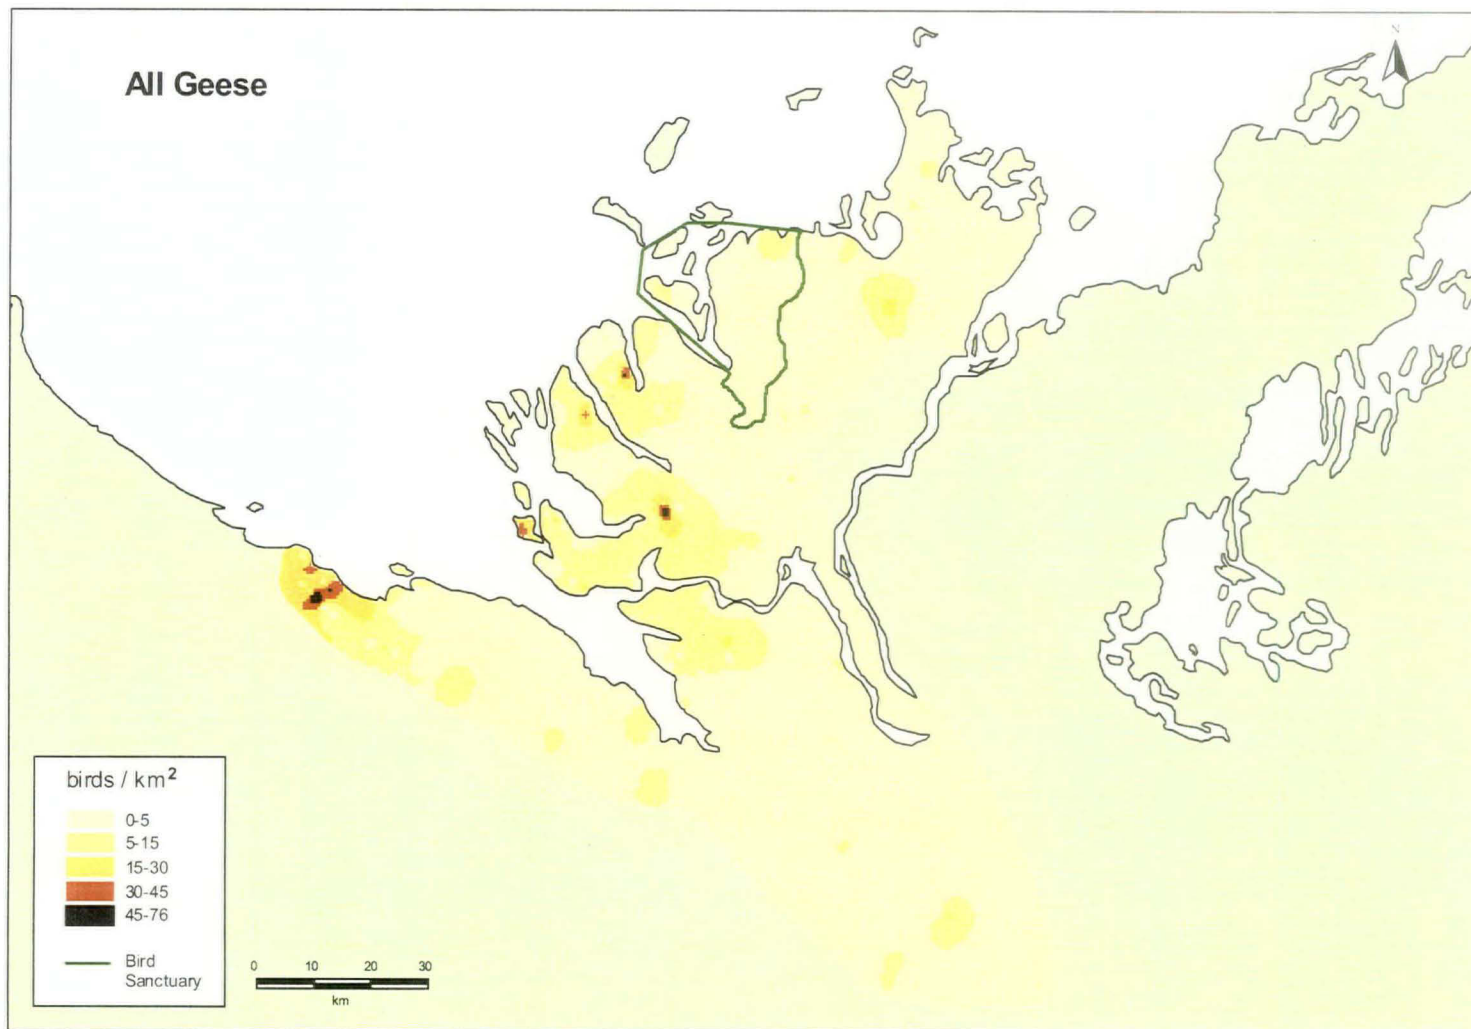 All Geese
N
birds / km²
0-5
5-15
15-30
30-45
45-76
Bird
Sanctuary
0 10 20 30
km